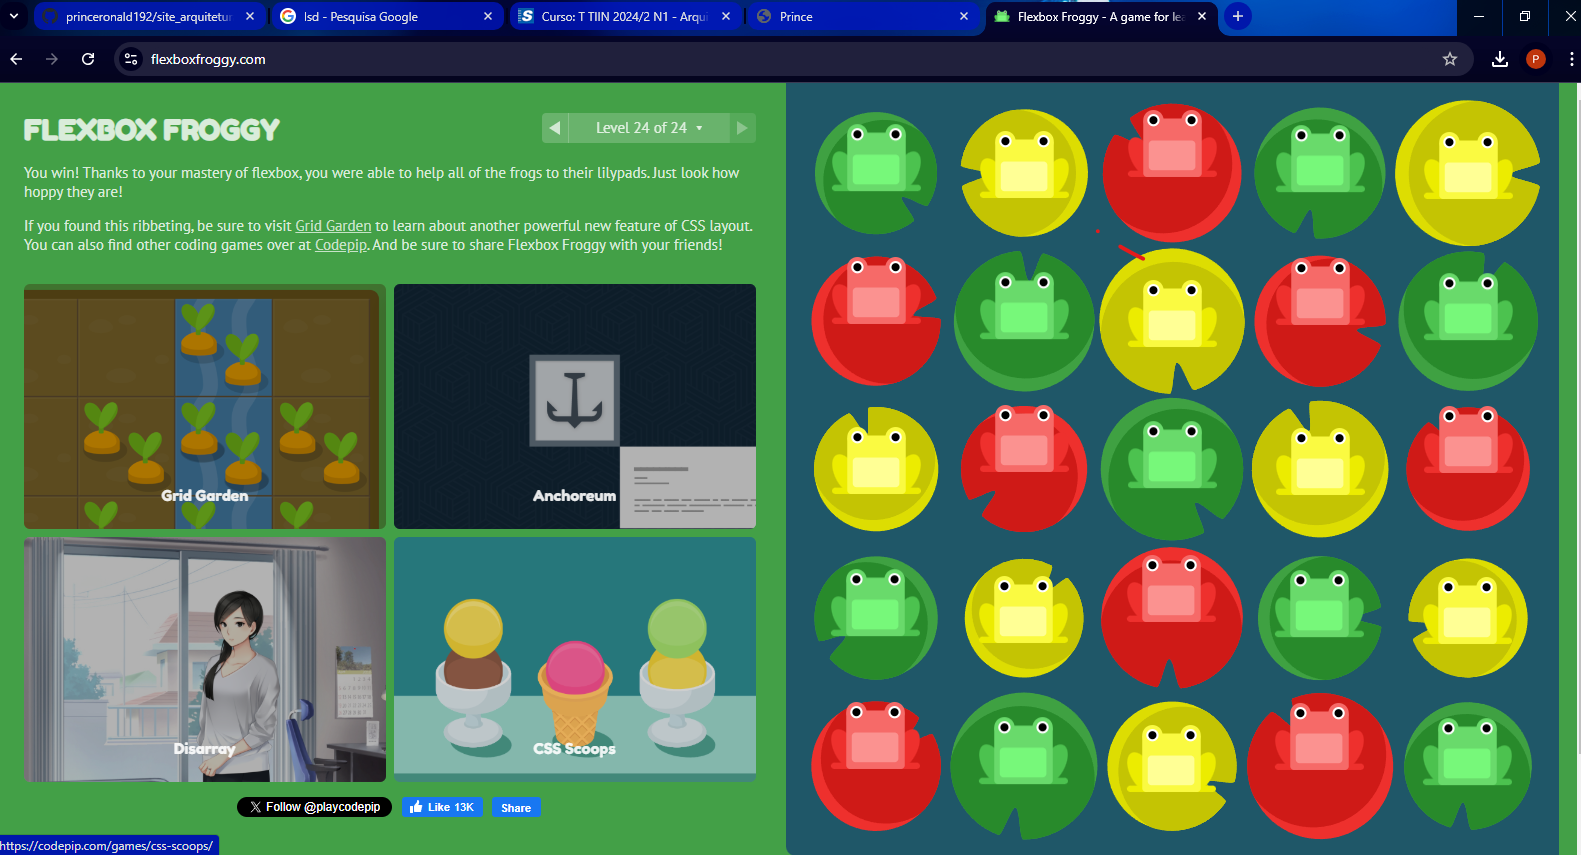 princeronald192/site_arquitetur
lsd - Pesquisa Google
Curso: T TIIN 2024/2 N1 - Arqui
Prince
Flexbox Froggy - A game for lea
flexboxfroggy.com
P
FLEXBOX FROGGY
Level 24 of 24
You win! Thanks to your mastery of flexbox, you were able to help all of the frogs to their lilypads. Just look how
hoppy they are!
If you found this ribbeting, be sure to visit Grid Garden to learn about another powerful new feature of CSS layout.
You can also find other coding games over at Codepip. And be sure to share Flexbox Froggy with your friends!
Grid Garden
Anchoreum
Disarray
CSS Scoops
Follow @playcodepip
Like 13K
Share
https://codepip.com/games/css-scoops/